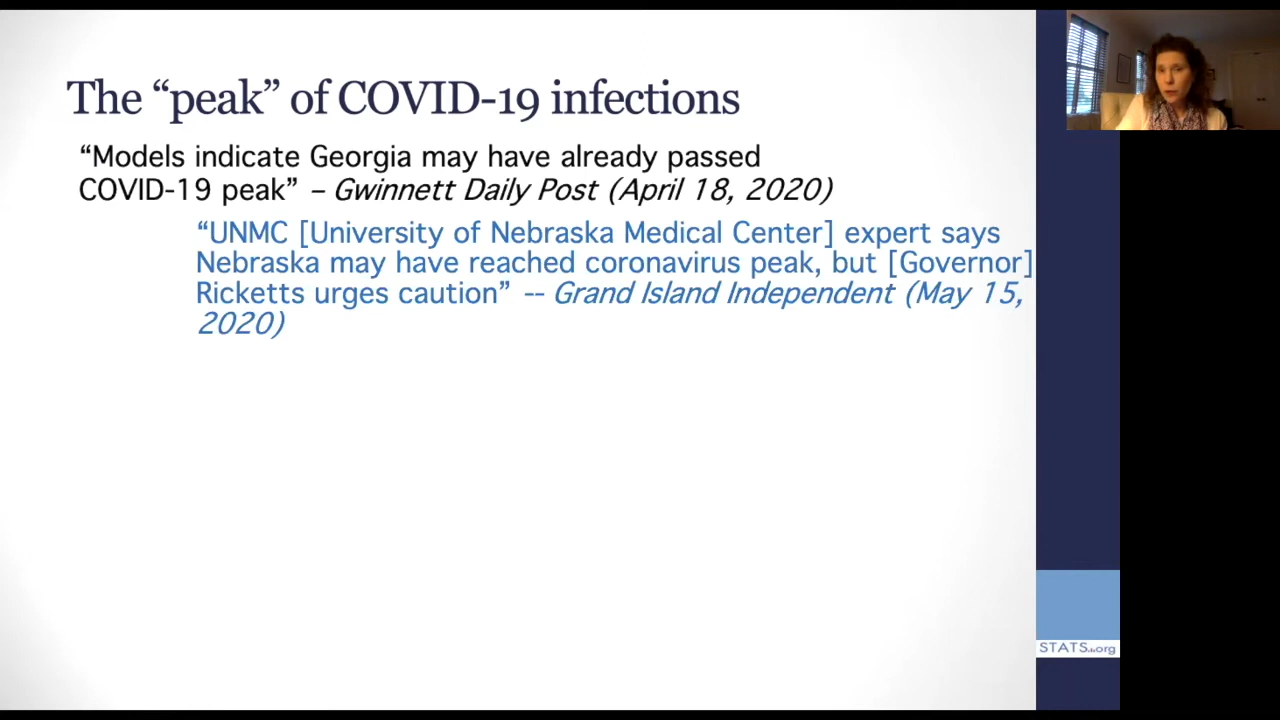 The “peak” of COVID-19 infections
“Models indicate Georgia may have already passed
COVID-19 peak” – Gwinnett Daily Post (April 18, 2020)
“UNMC [University of Nebraska Medical Center] expert says
Nebraska may have reached coronavirus peak, but [Governor]
Ricketts urges caution” -- Grand Island Independent (May 15,
2020)
STATS.org